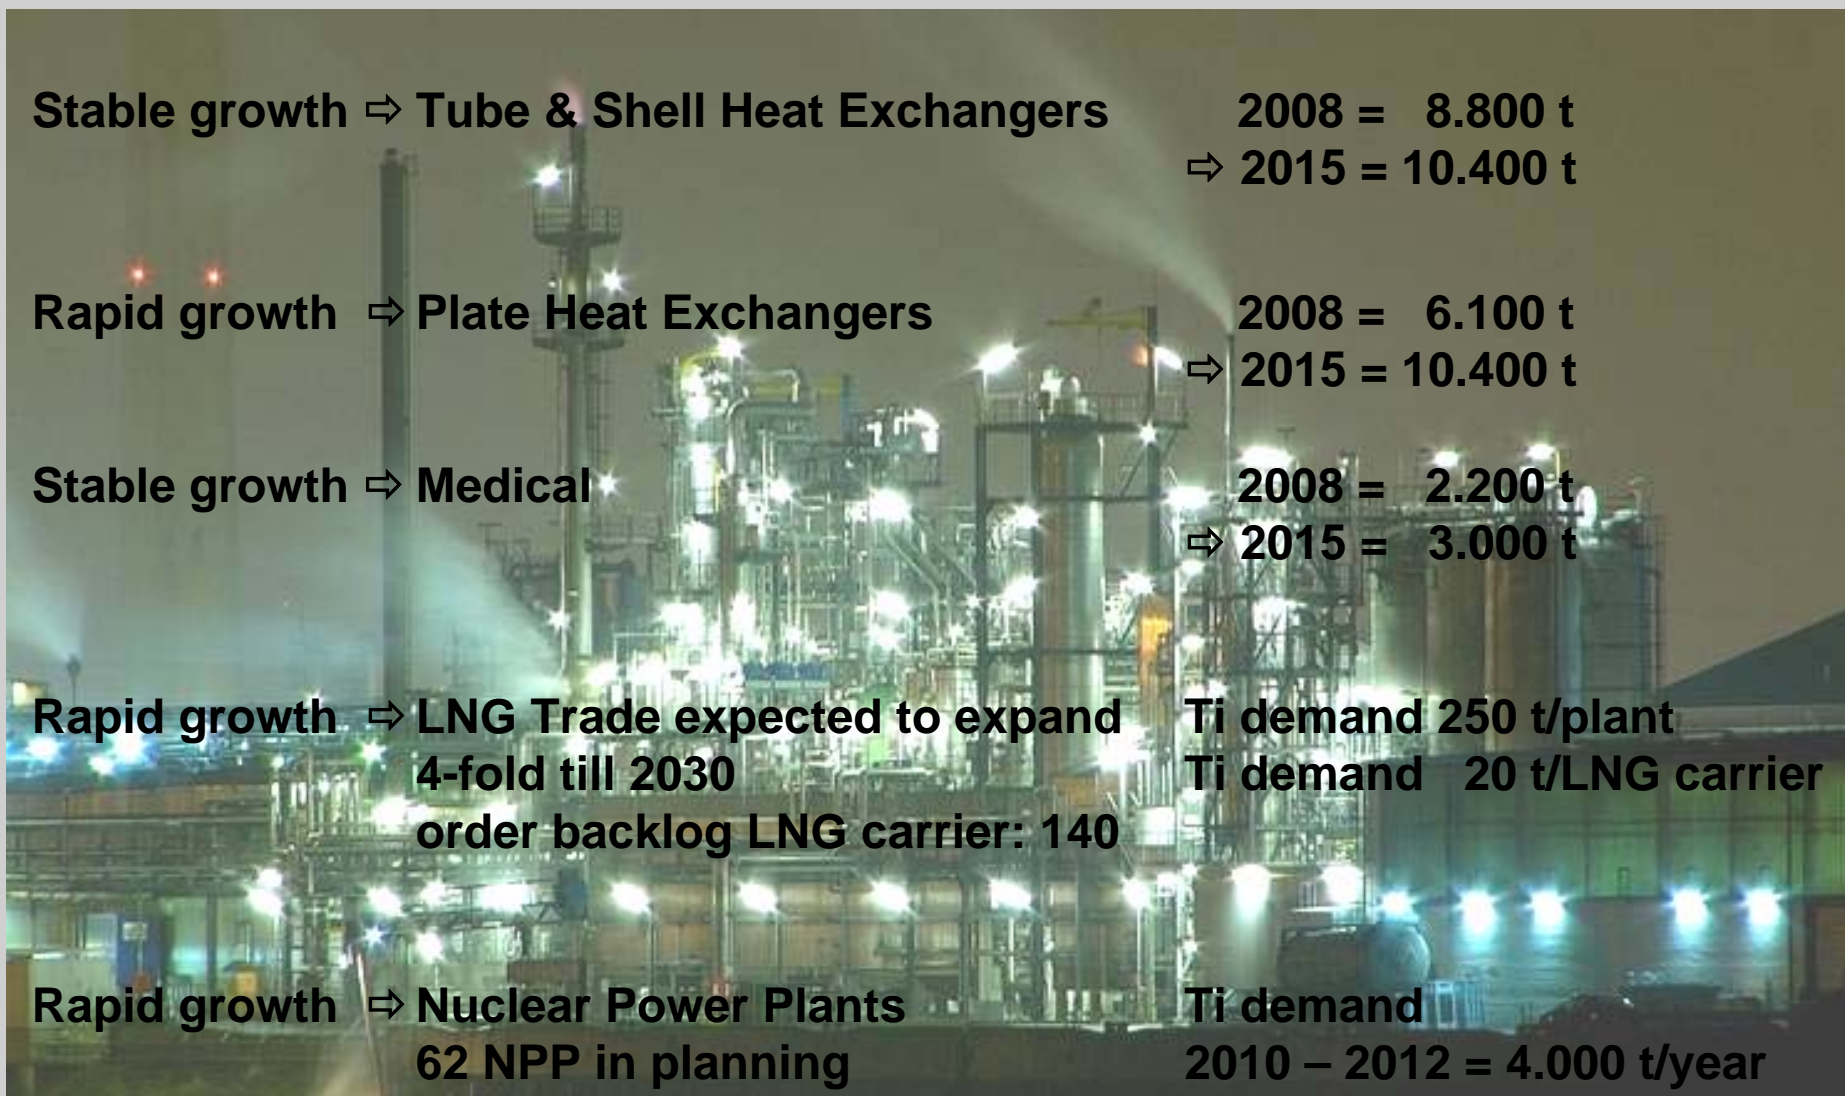 Stable growth ⇨ Tube & Shell Heat Exchangers 2008 = 8.800 t
⇨ 2015 = 10.400 t
Rapid growth ⇨ Plate Heat Exchangers 2008 = 6.100 t
⇨ 2015 = 10.400 t
Stable growth ⇨ Medical 2008 = 2.200 t
⇨ 2015 = 3.000 t
Rapid growth ⇨ LNG Trade expected to expand Ti demand 250 t/plant
4-fold till 2030 Ti demand 20 t/LNG carrier
order backlog LNG carrier: 140
Rapid growth ⇨ Nuclear Power Plants Ti demand
62 NPP in planning 2010 – 2012 = 4.000 t/year